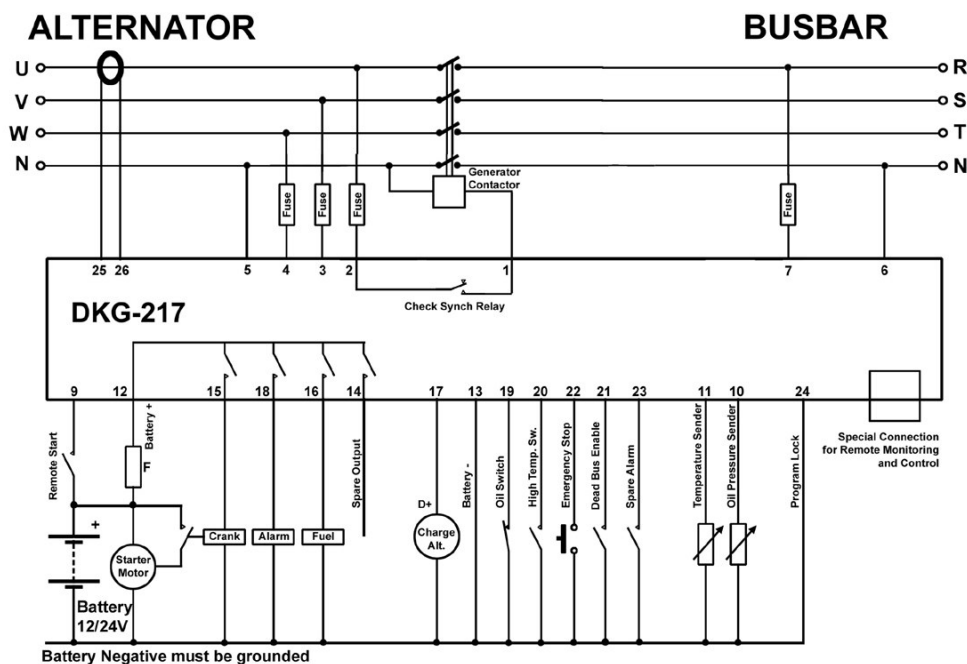 ALTERNATOR
BUSBAR
U
R
V
S
W
T
N
N
Generator
Contactor
Fuse
Fuse
Fuse
Fuse
25 26 5 4 3 2 1 7 6
Check Synch Relay
DKG-217
9 12 15 18 16 14 17 13 19 20 22 21 23 11 10 24
Remote Start
Battery +
F
Spare Output
Battery -
Oil Switch
High Temp. Sw.
Emergency Stop
Dead Bus Enable
Spare Alarm
Temperature Sender
Oil Pressure Sender
Program Lock
Special Connection
for Remote Monitoring
and Control
+
Starter
Motor
Crank
Alarm
Fuel
D+
Charge
Alt.
Battery
12/24V
Battery Negative must be grounded